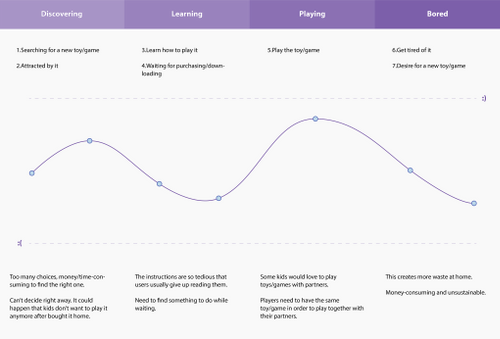 Discovering
Learning
Playing
Bored
1.Searching for a new toy/game
2.Attracted by it
3.Learn how to play it
4.Waiting for purchasing/down-
loading
5.Play the toy/game
6.Get tired of it
7.Desire for a new toy/game
:)
:(
Too many choices, money/time-con-
suming to find the right one.
Can't decide right away. It could
happen that kids don't want to play it
anymore after bought it home.
The instructions are so tedious that
users usually give up reading them.
Need to find something to do while
waiting.
Some kids would love to play
toys/games with partners.
Players need to have the same
toy/game in order to play together with
their partners.
This creates more waste at home.
Money-consuming and unsustainable.